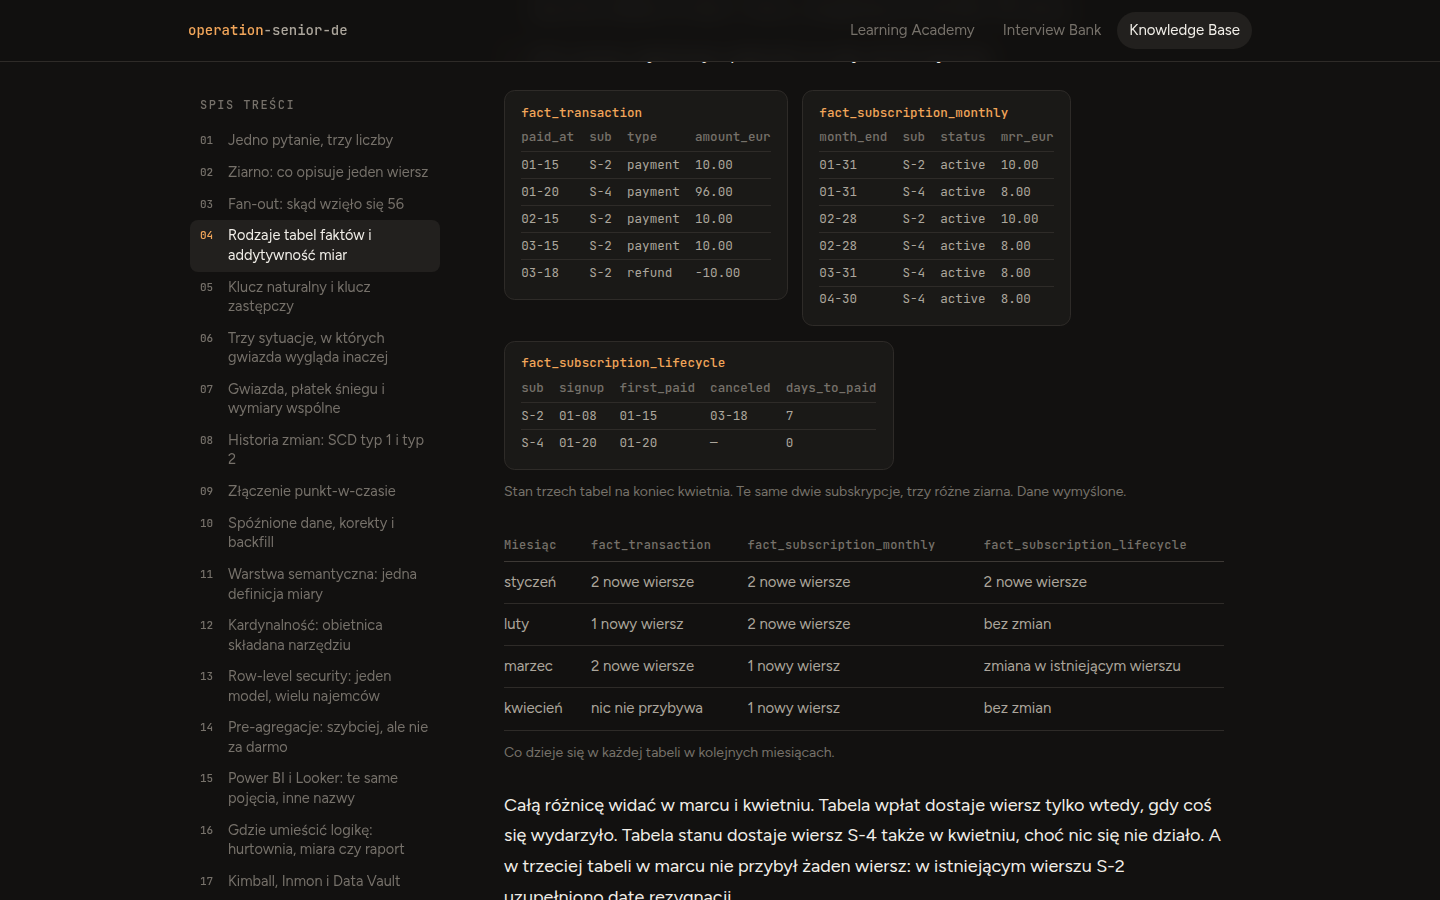 operation-senior-de
Learning Academy
Interview Bank
Knowledge Base
SPIS TREŚCI
01 Jedno pytanie, trzy liczby
02 Ziarno: co opisuje jeden wiersz
03 Fan-out: skąd wzięło się 56
04 Rodzaje tabel faktów i
addytywność miar
05 Klucz naturalny i klucz
zastępczy
06 Trzy sytuacje, w których
gwiazda wygląda inaczej
07 Gwiazda, płatek śniegu i
wymiary wspólne
08 Historia zmian: SCD typ 1 i typ
2
09 Złączenie punkt-w-czasie
10 Spóźnione dane, korekty i
backfill
11 Warstwa semantyczna: jedna
definicja miary
12 Kardynalność: obietnica
składana narzędziu
13 Row-level security: jeden
model, wielu najemców
14 Pre-agregacje: szybciej, ale nie
za darmo
15 Power BI i Looker: te same
pojęcia, inne nazwy
16 Gdzie umieścić logikę:
hurtownia, miara czy raport
17 Kimball, Inmon i Data Vault
fact_transaction
paid_at sub type amount_eur
01-15 S-2 payment 10.00
01-20 S-4 payment 96.00
02-15 S-2 payment 10.00
03-15 S-2 payment 10.00
03-18 S-2 refund -10.00
fact_subscription_monthly
month_end sub status mrr_eur
01-31 S-2 active 10.00
01-31 S-4 active 8.00
02-28 S-2 active 10.00
02-28 S-4 active 8.00
03-31 S-4 active 8.00
04-30 S-4 active 8.00
fact_subscription_lifecycle
sub signup first_paid canceled days_to_paid
S-2 01-08 01-15 03-18 7
S-4 01-20 01-20 — 0
Stan trzech tabel na koniec kwietnia. Te same dwie subskrypcje, trzy różne ziarna. Dane wymyślone.
Miesiąc fact_transaction fact_subscription_monthly fact_subscription_lifecycle
styczeń 2 nowe wiersze 2 nowe wiersze 2 nowe wiersze
luty 1 nowy wiersz 2 nowe wiersze bez zmian
marzec 2 nowe wiersze 1 nowy wiersz zmiana w istniejącym wierszu
kwiecień nic nie przybywa 1 nowy wiersz bez zmian
Co dzieje się w każdej tabeli w kolejnych miesiącach.
Całą różnicę widać w marcu i kwietniu. Tabela wpłat dostaje wiersz tylko wtedy, gdy coś
się wydarzyło. Tabela stanu dostaje wiersz S-4 także w kwietniu, choć nic się nie działo. A
w trzeciej tabeli w marcu nie przybył żaden wiersz: w istniejącym wierszu S-2
uzupełniono datę rezygnacji.